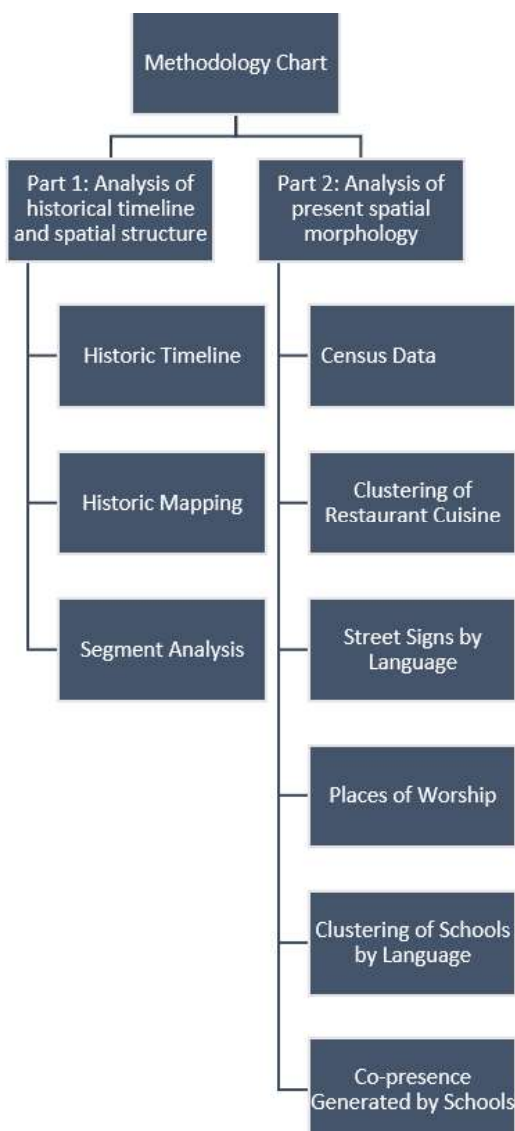 Methodology Chart
Part 1: Analysis of
historical timeline
and spatial structure
Historic Timeline
Historic Mapping
Segment Analysis
Part 2: Analysis of
present spatial
morphology
Census Data
Clustering of
Restaurant Cuisine
Street Signs by
Language
Places of Worship
Clustering of Schools
by Language
Co-presence
Generated by Schools